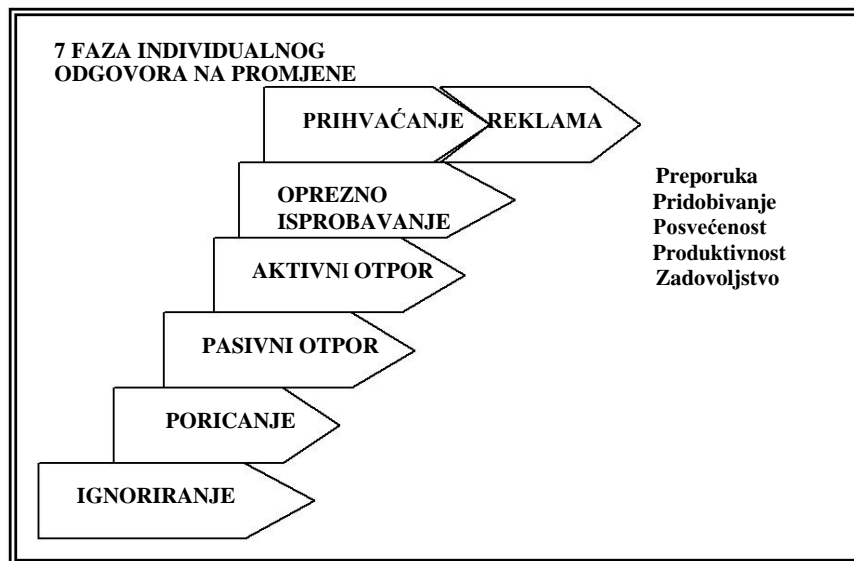 7 FAZA INDIVIDUALNOG
ODGOVORA NA PROMJENE
PRIHVAĆANJE
REKLAMA
OPREZNO
ISPROBAVANJE
AKTIVNI OTPOR
PASIVNI OTPOR
PORICANJE
IGNORIRANJE
Preporuka
Pridobivanje
Posvećenost
Produktivnost
Zadovoljstvo